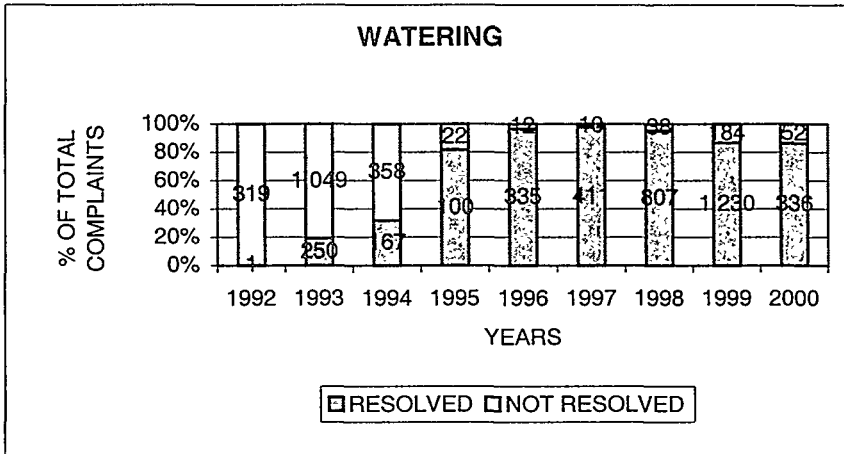 WATERING
% OF TOTAL
COMPLAINTS
100%
80%
60%
40%
20%
0%
22 12 10 38 184 52
319 1 049 358
100 335 807 1 230 336
1 250 167
1992 1993 1994 1995 1996 1997 1998 1999 2000
YEARS
RESOLVED NOT RESOLVED